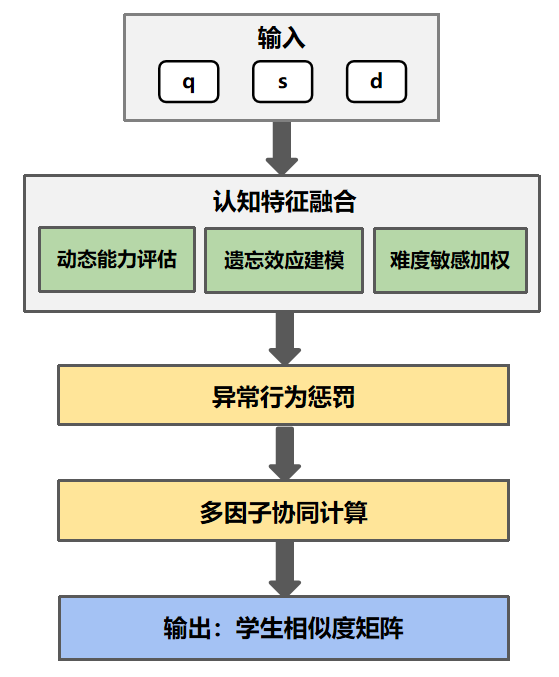 输入
q s d
认知特征融合
动态能力评估 遗忘效应建模 难度敏感加权
异常行为惩罚
多因子协同计算
输出：学生相似度矩阵